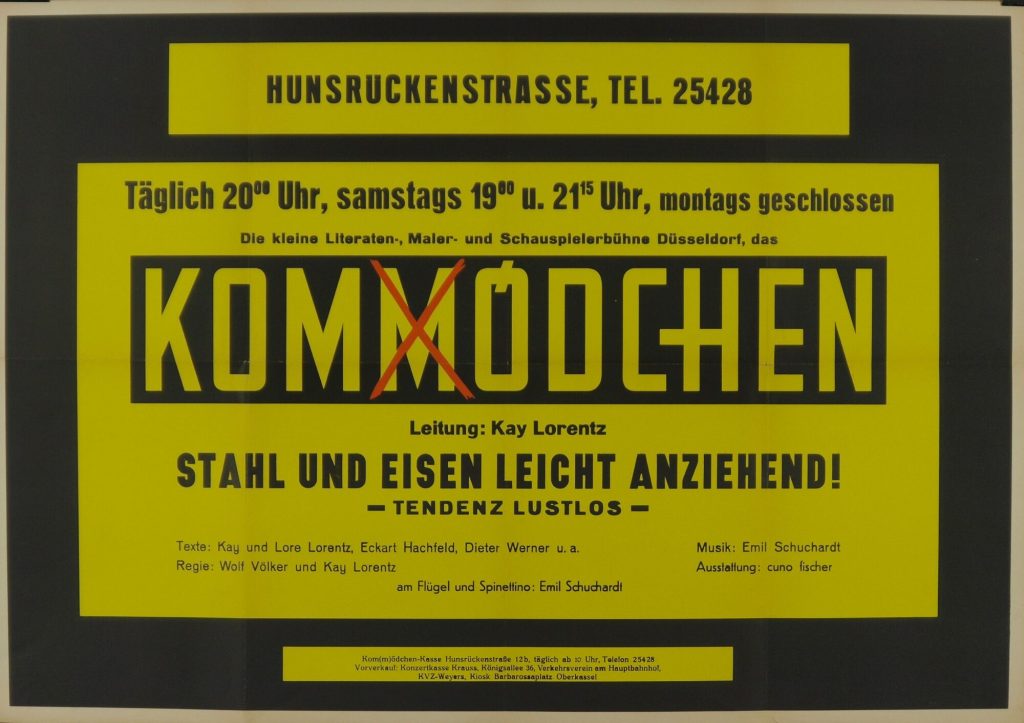 HUNSRUCKENSTRASSE, TEL. 25428
Täglich 20⁰⁰ Uhr, samstags 19⁰⁰ u. 21¹⁵ Uhr, montags geschlossen
Die kleine Literaten-, Maler- und Schauspielerbühne Düsseldorf, das
KOMMÖDCHEN
Leitung: Kay Lorentz
STAHL UND EISEN LEICHT ANZIEHEND!
— TENDENZ LUSTLOS —
Texte: Kay und Lore Lorentz, Eckart Hachfeld, Dieter Werner u. a.
Musik: Emil Schuchardt
Regie: Wolf Völker und Kay Lorentz
Ausstattung: cuno fischer
am Flügel und Spinettino: Emil Schuchardt
Kom(m)ödchen-Kasse Hunsrückenstraße 12b, täglich ab 10 Uhr, Telefon 25428
Vorverkauf: Konzertkasse Krauss, Königsallee 36, Verkehrsverein am Hauptbahnhof,
KVZ-Weyers, Kiosk Barbarossaplatz Oberkassel